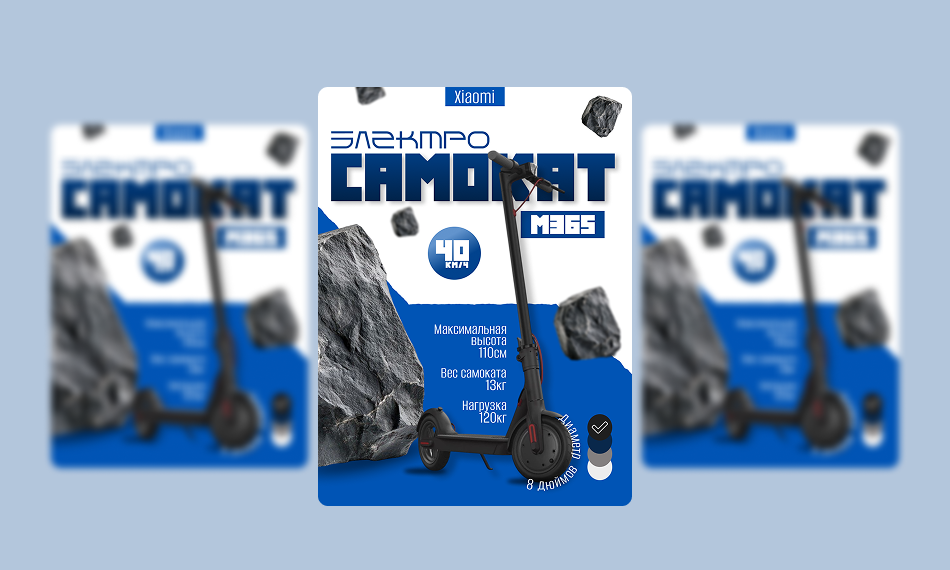 Xiaomi
ЭЛЕКТРО
САМОКАТ
M365
40
КМ/Ч
Максимальная
высота
110см
Вес самоката
13кг
Нагрузка
120кг
Диаметр
8 дюймов